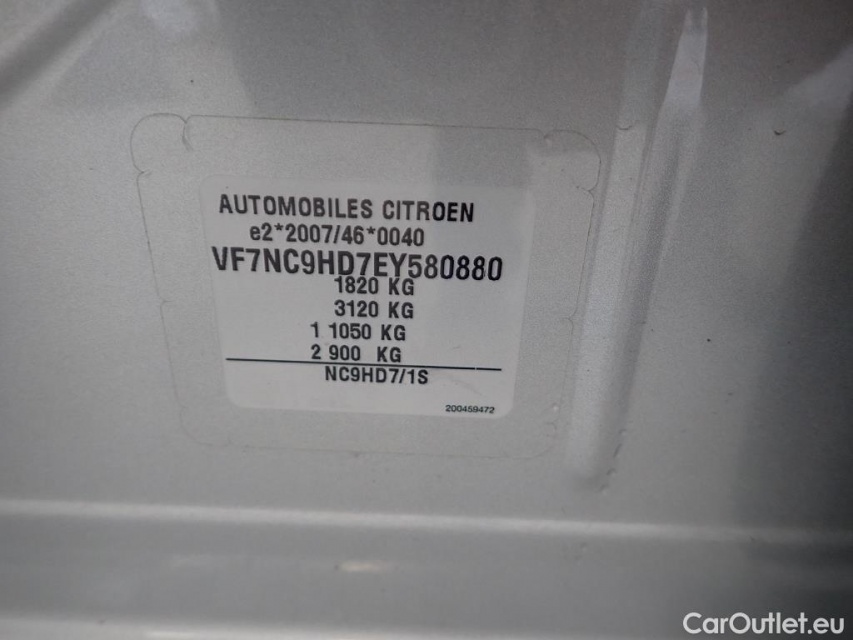 AUTOMOBILES CITROEN
e2*2007/46*0040
VF7NC9HD7EY580880
1820 KG
3120 KG
1 1050 KG
2 900 KG
NC9HD7/1S
200459472
CarOutlet.eu